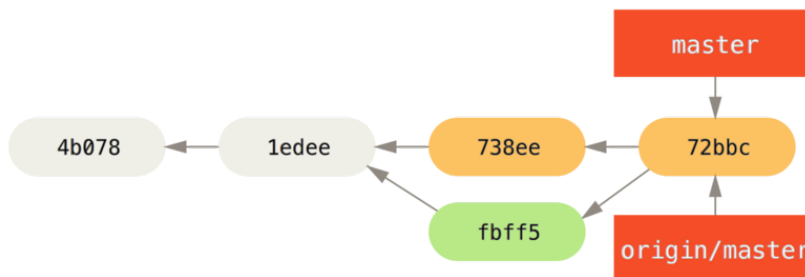 master
4b078
1edee
738ee
72bbc
fbff5
origin/master